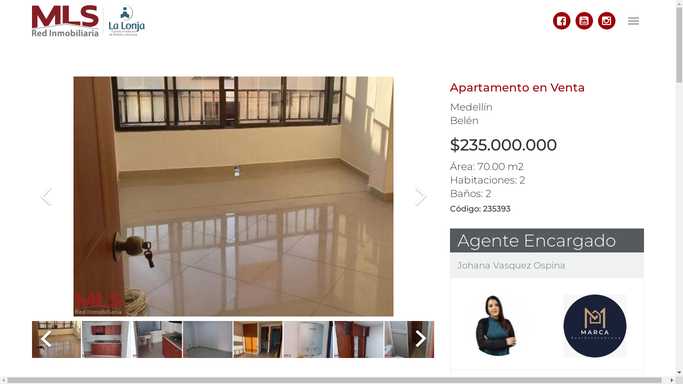 MLS
Red Inmobiliaria
La Lonja
Apartamento en Venta
Medellín
Belén
$235.000.000
Área: 70.00 m2
Habitaciones: 2
Baños: 2
Código: 235393
MLS
Red Inmobiliaria
Agente Encargado
Johana Vasquez Ospina
MARCA